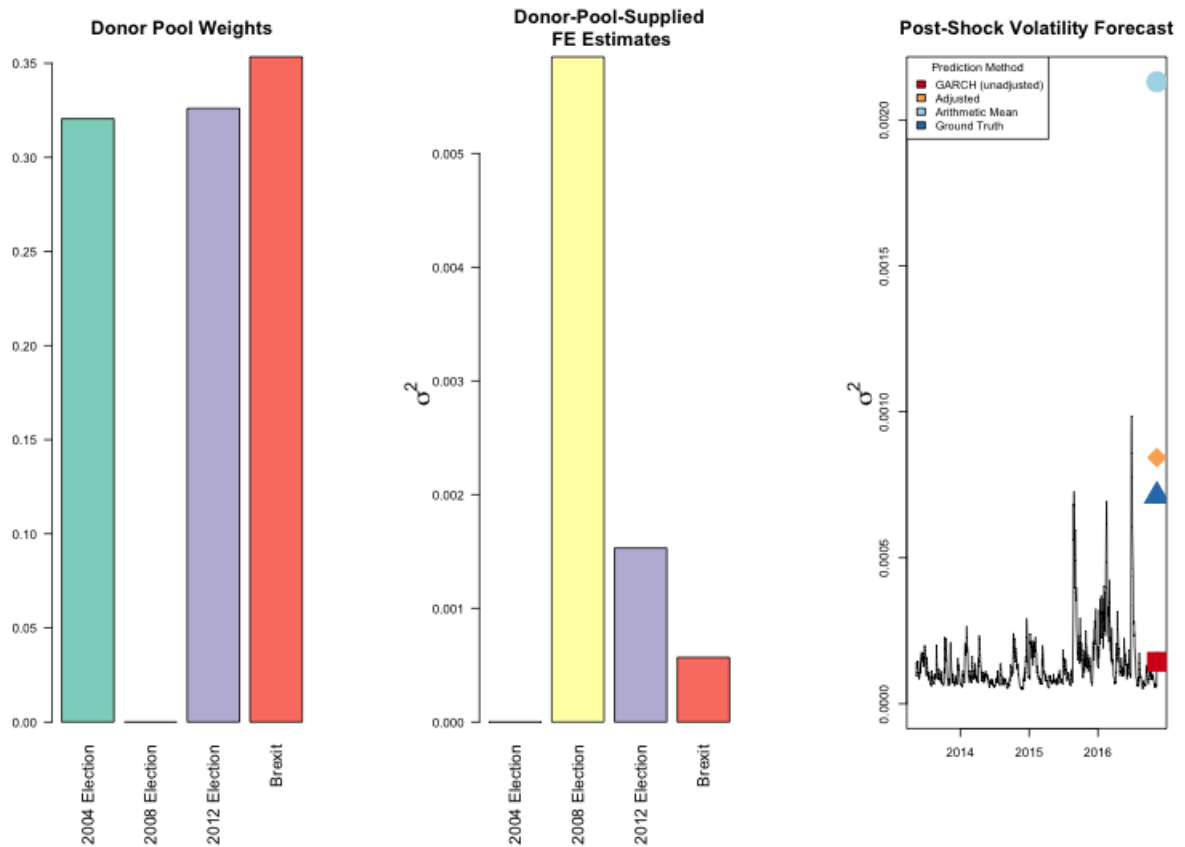 Donor Pool Weights
0.35
0.30
0.25
0.20
0.15
0.10
0.05
0.00
2004 Election
2008 Election
2012 Election
Brexit
Donor-Pool-Supplied
FE Estimates
σ²
0.005
0.004
0.003
0.002
0.001
0.000
2004 Election
2008 Election
2012 Election
Brexit
Post-Shock Volatility Forecast
Prediction Method
GARCH (unadjusted)
Adjusted
Arithmetic Mean
Ground Truth
σ²
0.0020
0.0015
0.0010
0.0005
0.0000
2014
2015
2016